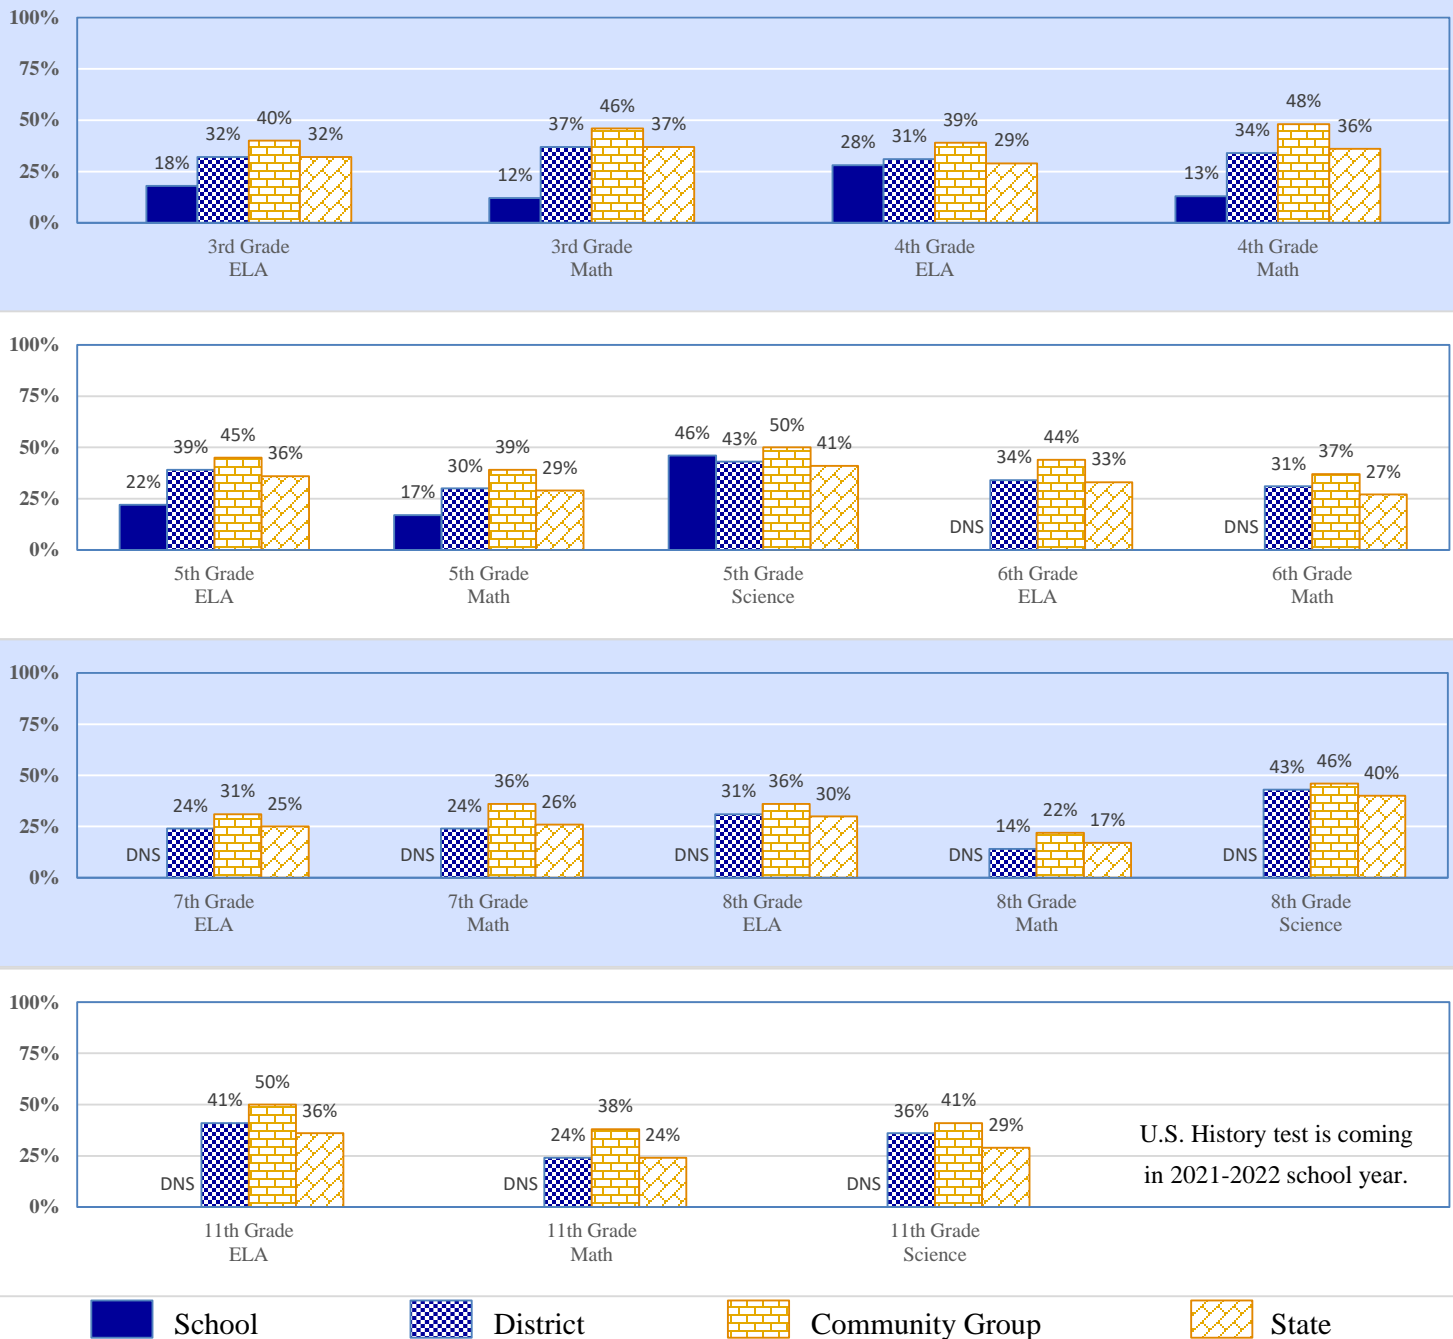 100%
75%
50%
25%
0%
18% 32% 40% 32%
12% 37% 46% 37%
28% 31% 39% 29%
13% 34% 48% 36%
3rd Grade
ELA
3rd Grade
Math
4th Grade
ELA
4th Grade
Math
100%
75%
50%
25%
0%
22% 39% 45% 36%
17% 30% 39% 29%
46% 43% 50% 41%
DNS 34% 44% 33%
DNS 31% 37% 27%
5th Grade
ELA
5th Grade
Math
5th Grade
Science
6th Grade
ELA
6th Grade
Math
100%
75%
50%
25%
0%
DNS 24% 31% 25%
DNS 24% 36% 26%
DNS 31% 36% 30%
DNS 14% 22% 17%
DNS 43% 46% 40%
7th Grade
ELA
7th Grade
Math
8th Grade
ELA
8th Grade
Math
8th Grade
Science
100%
75%
50%
25%
0%
DNS 41% 50% 36%
DNS 24% 38% 24%
DNS 36% 41% 29%
U.S. History test is coming
in 2021-2022 school year.
11th Grade
ELA
11th Grade
Math
11th Grade
Science
School District Community Group State